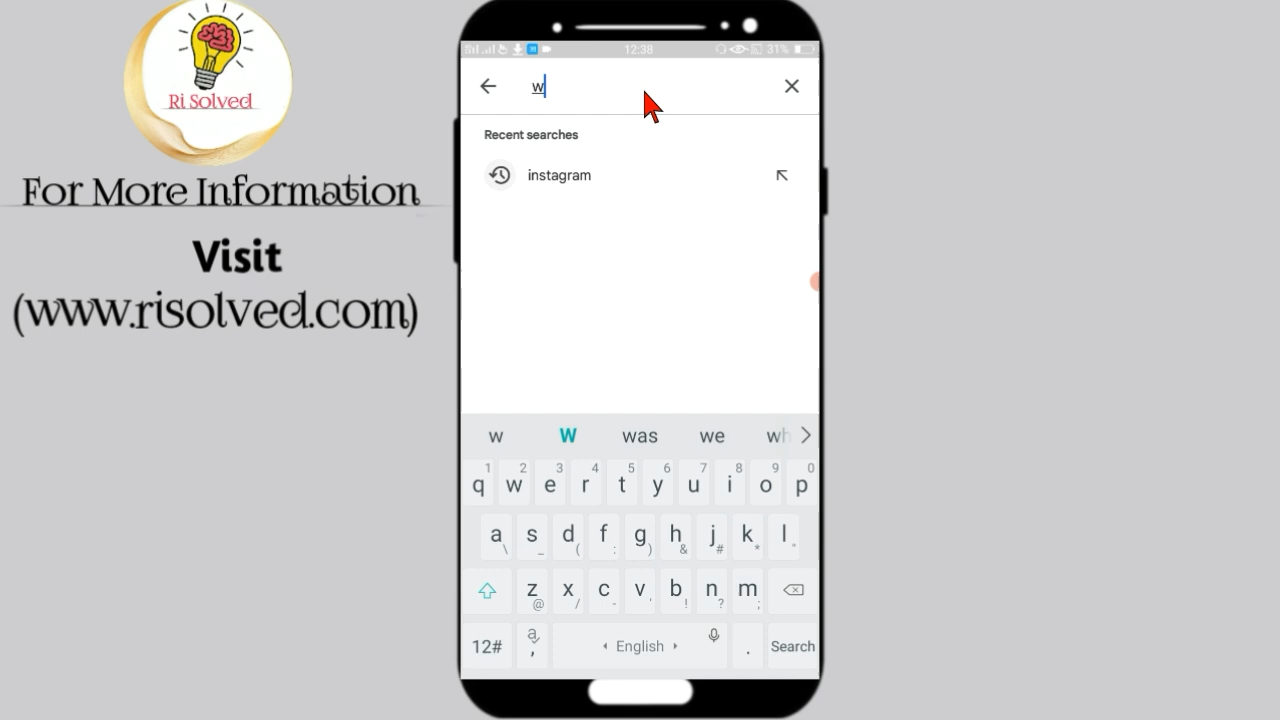 Ri Solved
For More Information
Visit
(www.risolved.com)
12:38
31%
w
Recent searches
instagram
w W was we wh
1 2 3 4 5 6 7 8 9 0
q w e r t y u i o p
a s d f g h j k l
\ _ ( : ) & # * "
z x c v b n m
@ / - ' ! ? ;
12# a , English . Search